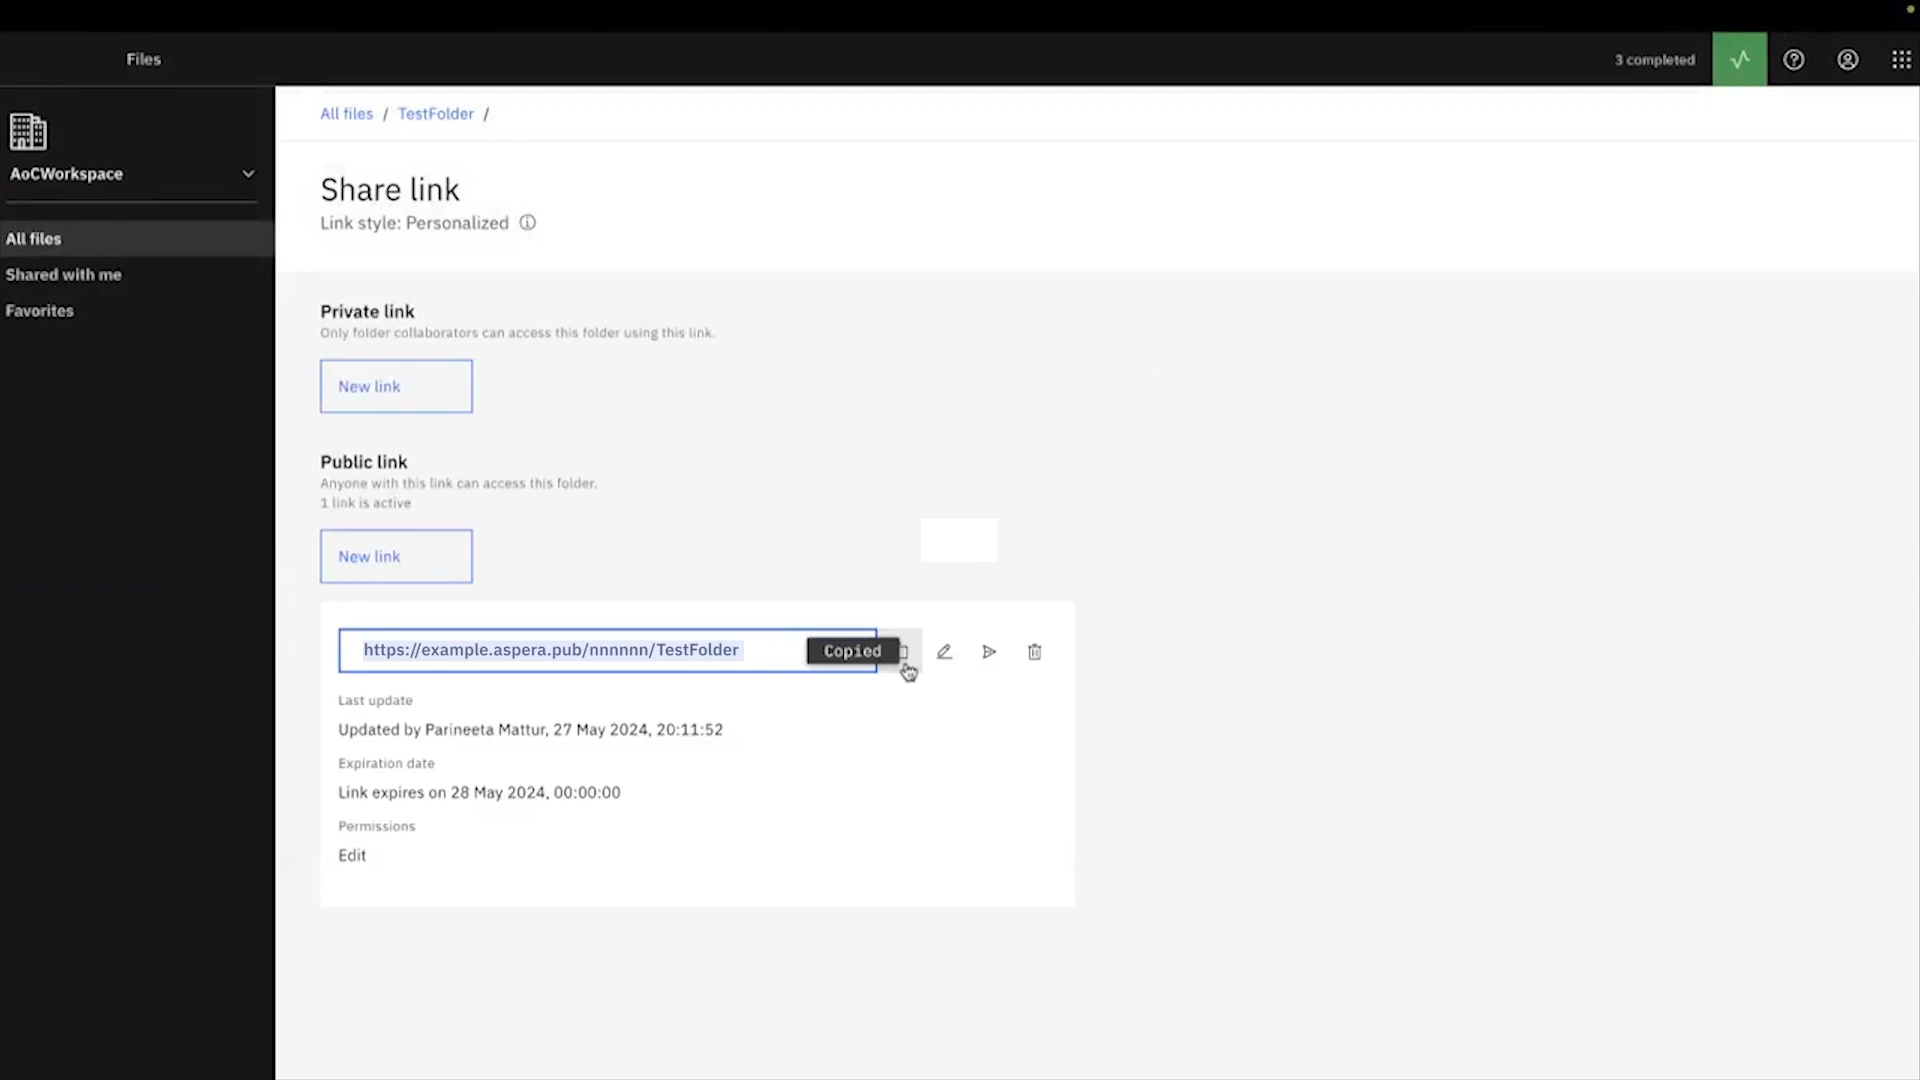 Files
3 completed
AoCWorkspace
All files
Shared with me
Favorites
All files / TestFolder /
Share link
Link style: Personalized
Private link
Only folder collaborators can access this folder using this link.
New link
Public link
Anyone with this link can access this folder.
1 link is active
New link
https://example.aspera.pub/nnnnnn/TestFolder
Copied
Last update
Updated by Parineeta Mattur, 27 May 2024, 20:11:52
Expiration date
Link expires on 28 May 2024, 00:00:00
Permissions
Edit